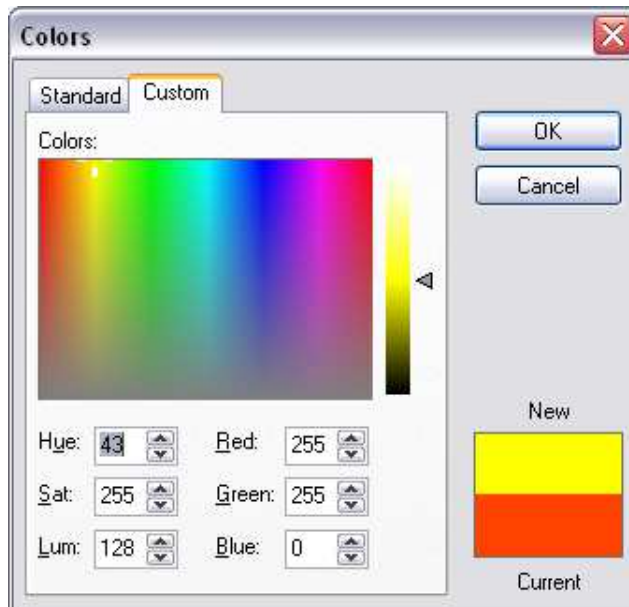 Colors
Standard Custom
OK
Colors:
Cancel
New
Hue: 43 Red: 255
Sat: 255 Green: 255
Lum: 128 Blue: 0
Current